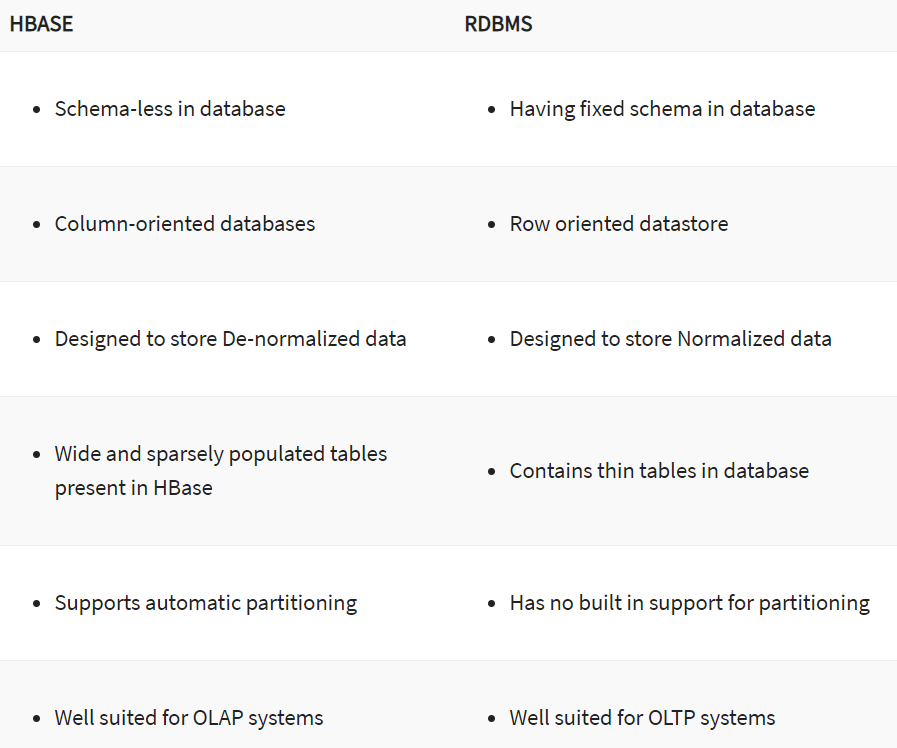 HBASE RDBMS
• Schema-less in database • Having fixed schema in database
• Column-oriented databases • Row oriented datastore
• Designed to store De-normalized data • Designed to store Normalized data
• Wide and sparsely populated tables
present in HBase
• Contains thin tables in database
• Supports automatic partitioning • Has no built in support for partitioning
• Well suited for OLAP systems • Well suited for OLTP systems